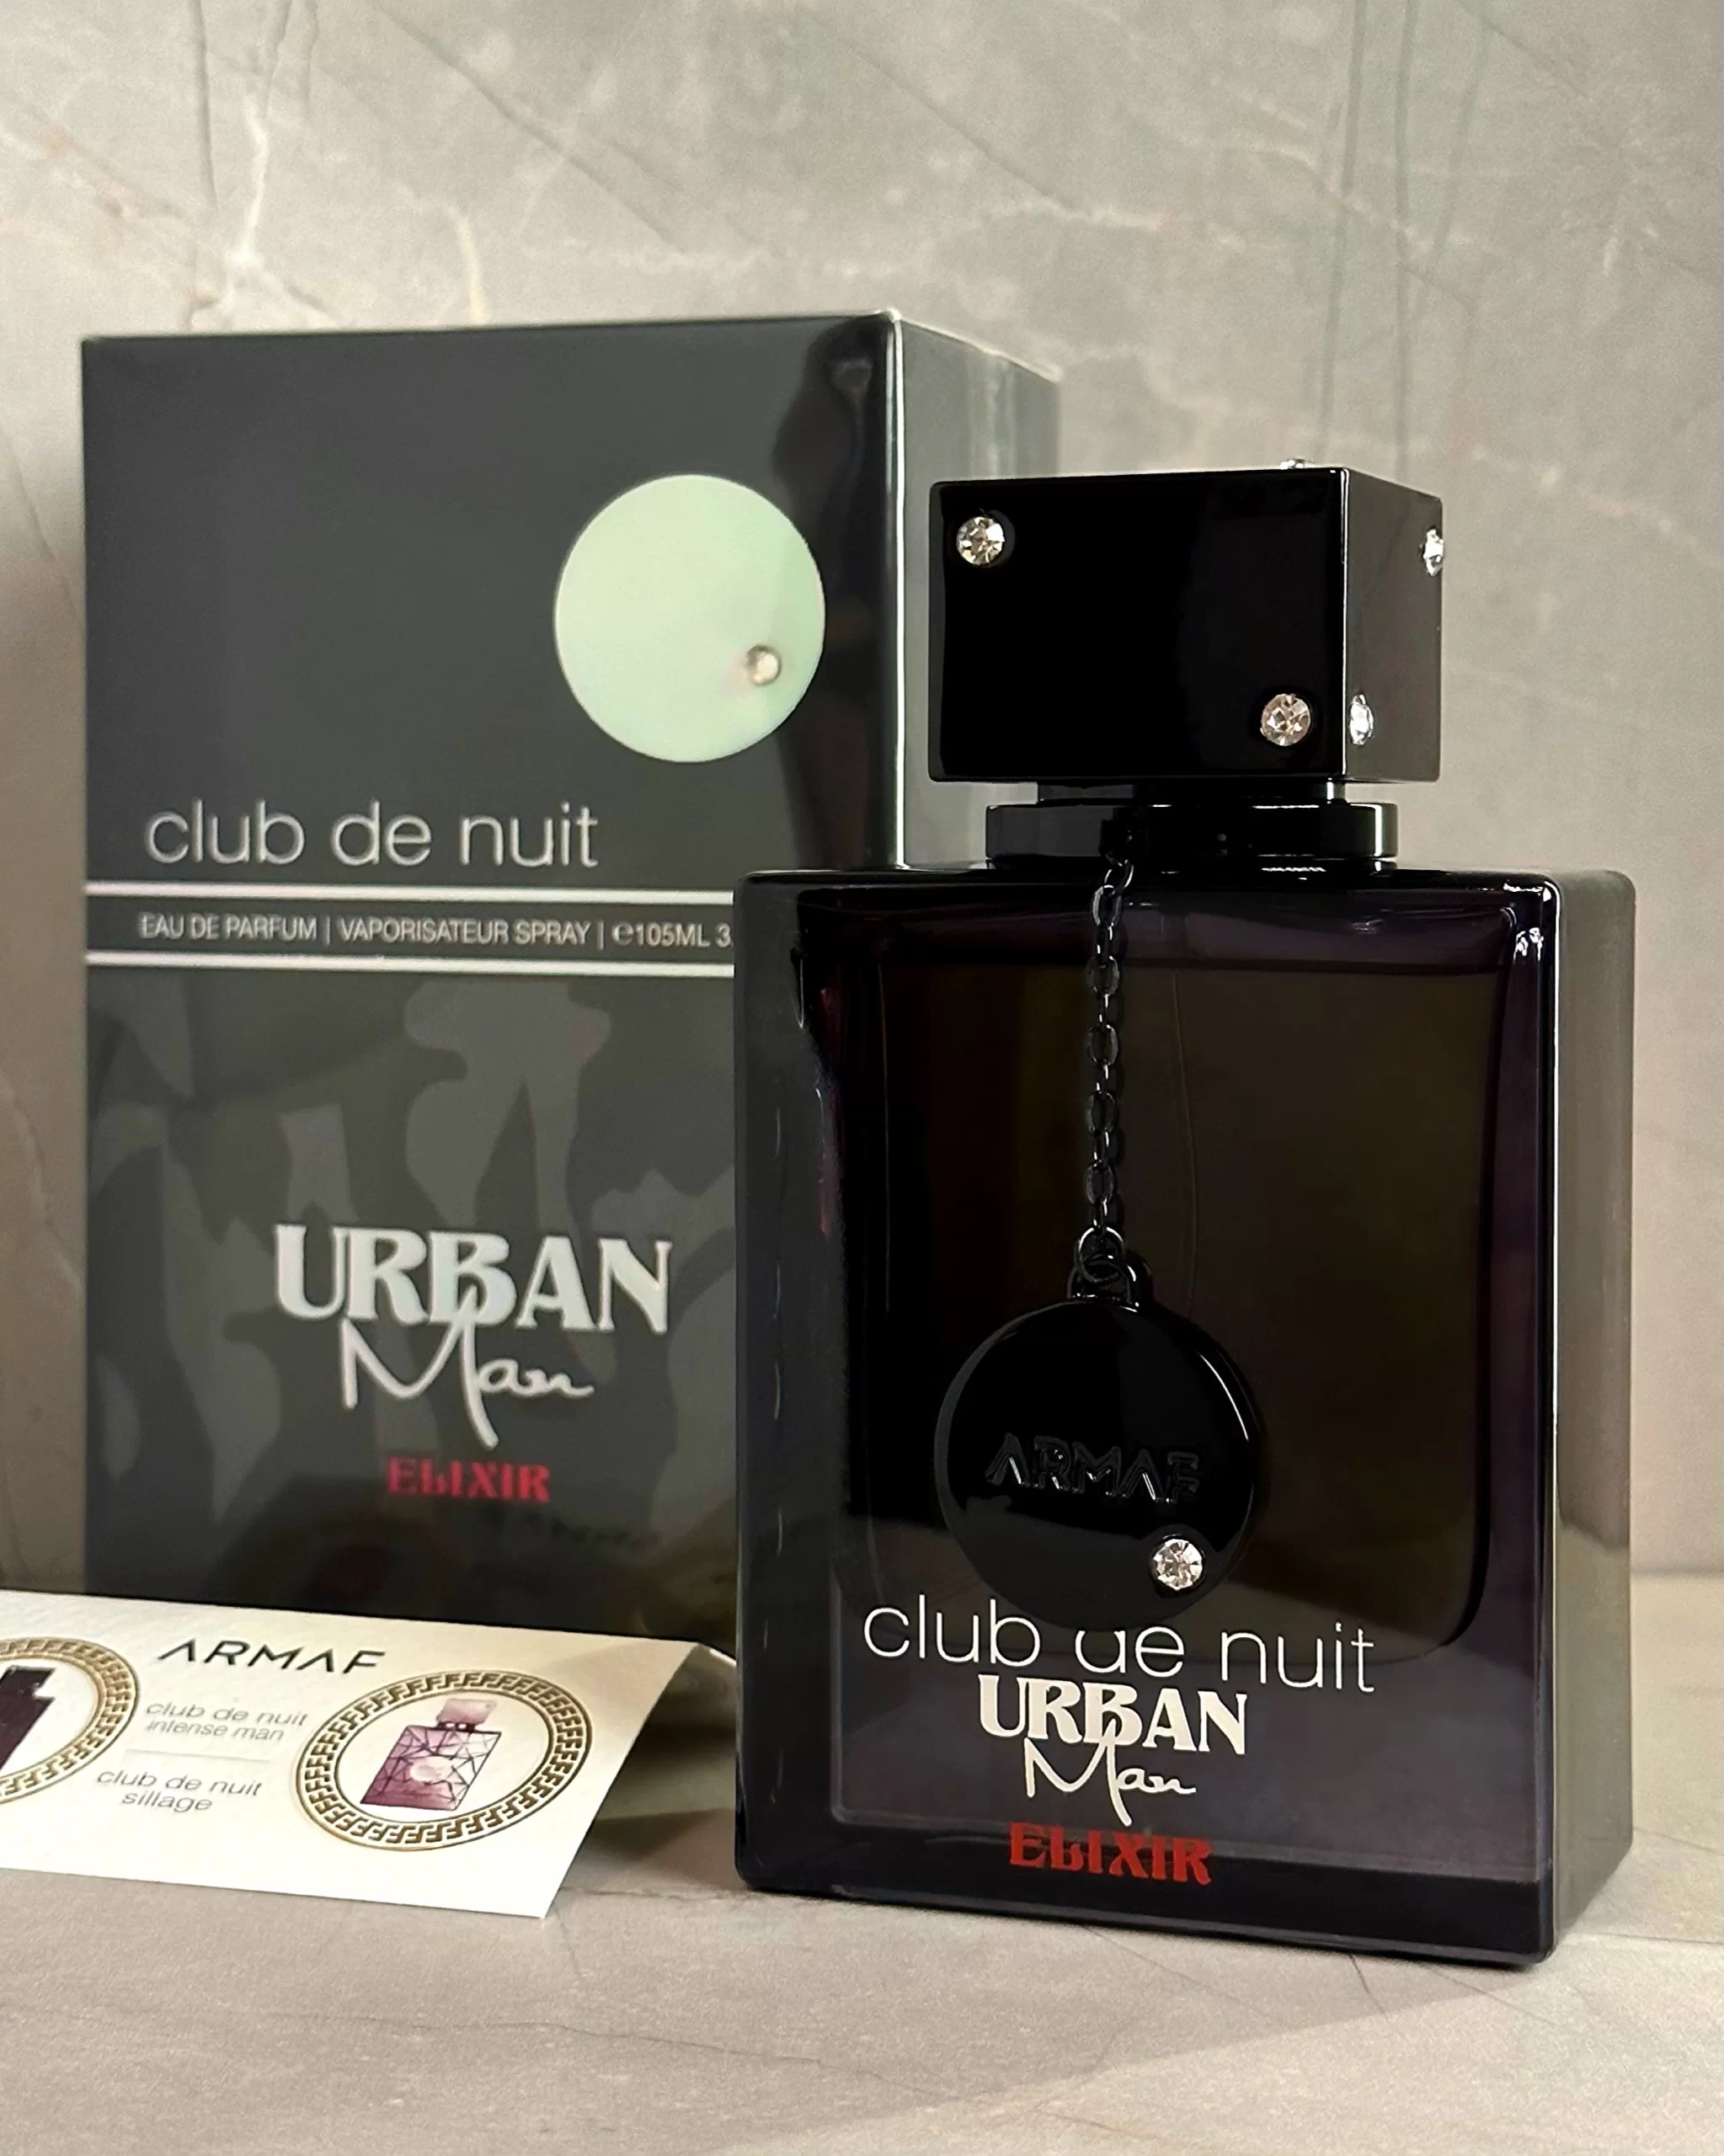 club de nuit
EAU DE PARFUM | VAPORISATEUR SPRAY | ℮105ML 3.
URBAN
Man
ELIXIR
ARMAF
club de nuit
intense man
club de nuit
sillage
ARMAF
club de nuit
URBAN
Man
ELIXIR